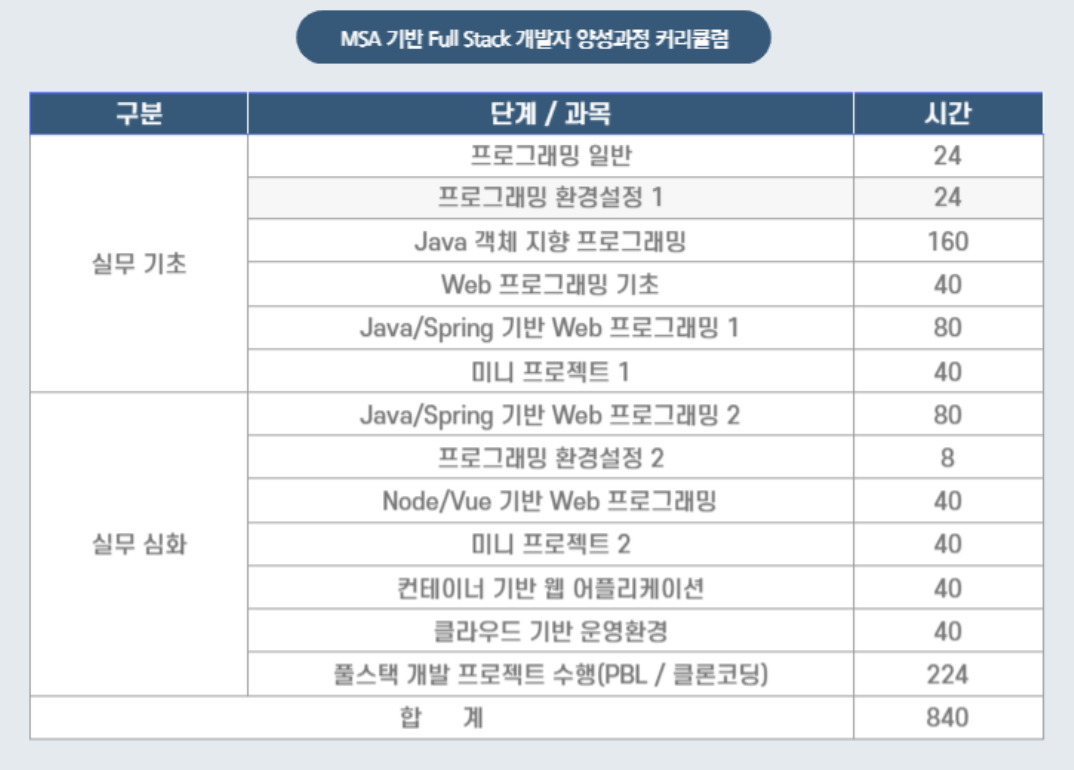 MSA 기반 Full Stack 개발자 양성과정 커리큘럼
구분 단계 / 과목 시간
실무 기초
프로그래밍 일반 24
프로그래밍 환경설정 1 24
Java 객체 지향 프로그래밍 160
Web 프로그래밍 기초 40
Java/Spring 기반 Web 프로그래밍 1 80
미니 프로젝트 1 40
실무 심화
Java/Spring 기반 Web 프로그래밍 2 80
프로그래밍 환경설정 2 8
Node/Vue 기반 Web 프로그래밍 40
미니 프로젝트 2 40
컨테이너 기반 웹 어플리케이션 40
클라우드 기반 운영환경 40
풀스택 개발 프로젝트 수행(PBL / 클론코딩) 224
합 계 840